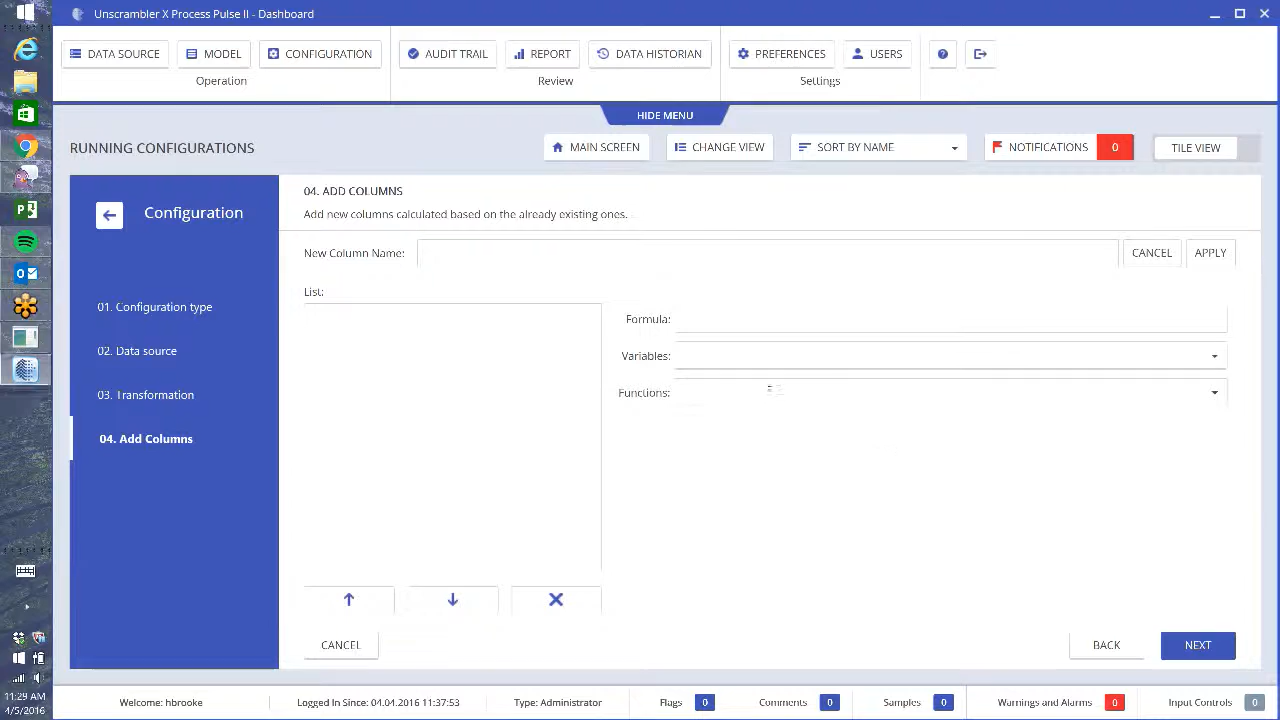 Unscrambler X Process Pulse II - Dashboard
DATA SOURCE MODEL CONFIGURATION AUDIT TRAIL REPORT DATA HISTORIAN PREFERENCES USERS ?
Operation Review Settings
HIDE MENU
RUNNING CONFIGURATIONS MAIN SCREEN CHANGE VIEW SORT BY NAME NOTIFICATIONS 0 TILE VIEW
Configuration
01. Configuration type
02. Data source
03. Transformation
04. Add Columns
04. ADD COLUMNS
Add new columns calculated based on the already existing ones.
New Column Name: CANCEL APPLY
List:
Formula:
Variables:
Functions:
CANCEL BACK NEXT
11:29 AM
4/5/2016
Welcome: hbrooke Logged In Since: 04.04.2016 11:37:53 Type: Administrator Flags 0 Comments 0 Samples 0 Warnings and Alarms 0 Input Controls 0